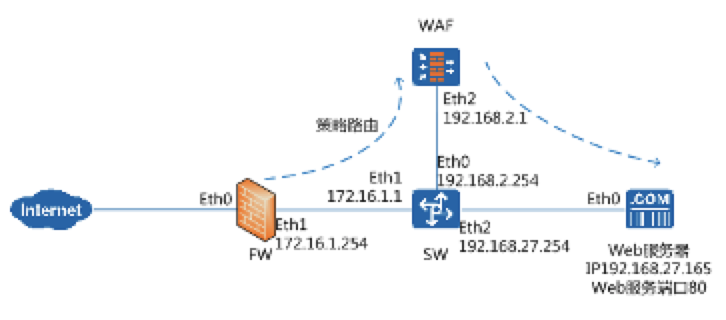 WAF
Eth2
192.168.2.1
策略路由
Eth0
192.168.2.254
Eth1
172.16.1.1
Internet
Eth0
Eth1
172.16.1.254
FW
SW
Eth2
192.168.27.254
Eth0
.COM
Web服务器
IP192.168.27.165
Web服务端口80